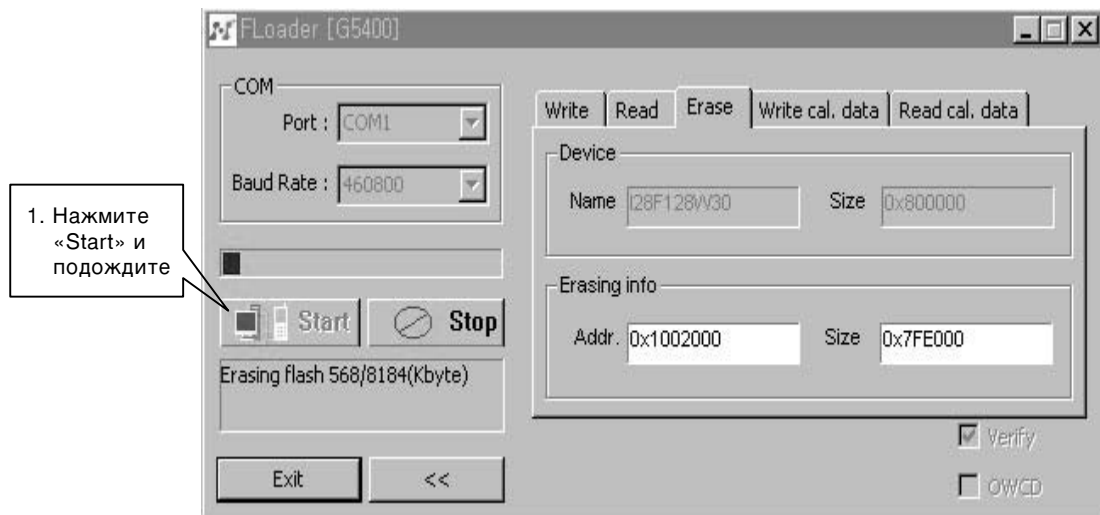 FLoader [G5400]
COM
Port : COM1
Baud Rate : 460800
1. Нажмите
«Start» и
подождите
Start Stop
Erasing flash 568/8184(Kbyte)
Exit <<
Write Read Erase Write cal. data Read cal. data
Device
Name I28F128W30 Size 0x800000
Erasing info
Addr. 0x1002000 Size 0x7FE000
Verify
OWCD